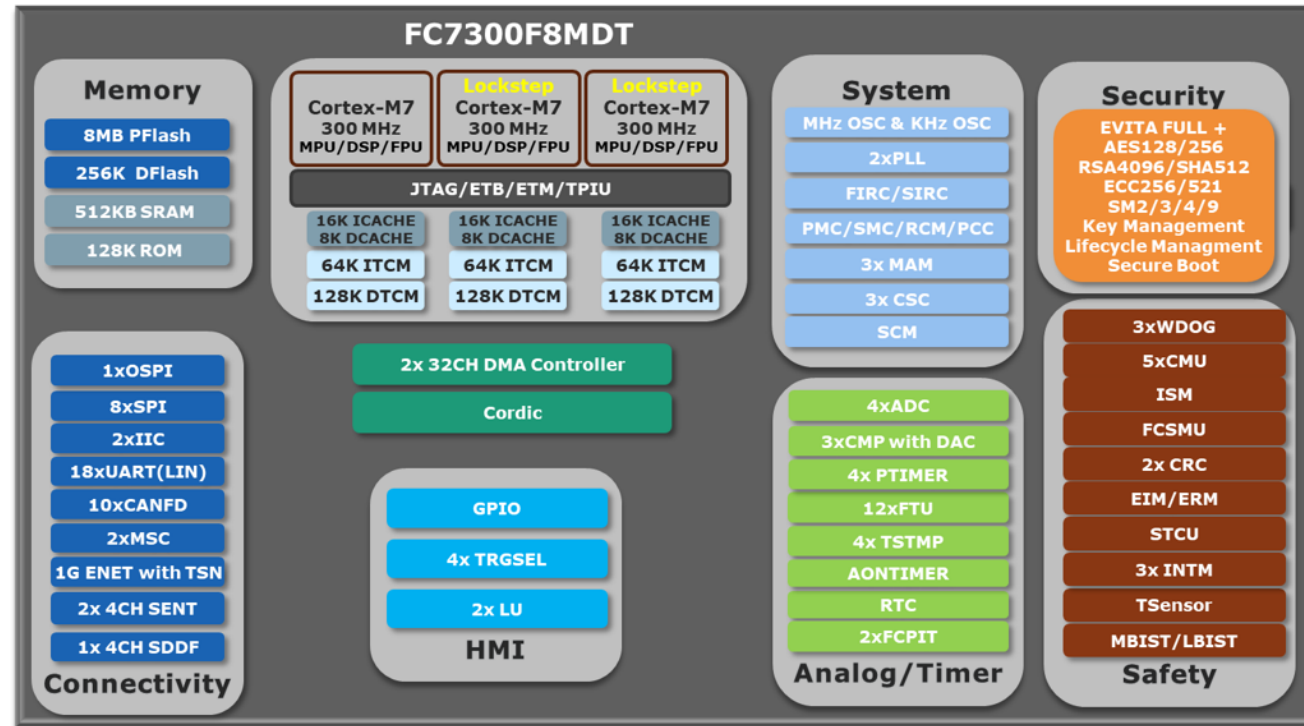 FC7300F8MDT
Memory
8MB PFlash
256K DFlash
512KB SRAM
128K ROM
Cortex-M7
300 MHz
MPU/DSP/FPU
Lockstep
Cortex-M7
300 MHz
MPU/DSP/FPU
Lockstep
Cortex-M7
300 MHz
MPU/DSP/FPU
JTAG/ETB/ETM/TPIU
16K ICACHE
8K DCACHE
16K ICACHE
8K DCACHE
16K ICACHE
8K DCACHE
64K ITCM
64K ITCM
64K ITCM
128K DTCM
128K DTCM
128K DTCM
System
MHz OSC & KHz OSC
2xPLL
FIRC/SIRC
PMC/SMC/RCM/PCC
3x MAM
3x CSC
SCM
Security
EVITA FULL +
AES128/256
RSA4096/SHA512
ECC256/521
SM2/3/4/9
Key Management
Lifecycle Managment
Secure Boot
1xOSPI
8xSPI
2xIIC
18xUART(LIN)
10xCANFD
2xMSC
1G ENET with TSN
2x 4CH SENT
1x 4CH SDDF
Connectivity
2x 32CH DMA Controller
Cordic
GPIO
4x TRGSEL
2x LU
HMI
4xADC
3xCMP with DAC
4x PTIMER
12xFTU
4x TSTMP
AONTIMER
RTC
2xFCPIT
Analog/Timer
3xWDOG
5xCMU
ISM
FCSMU
2x CRC
EIM/ERM
STCU
3x INTM
TSensor
MBIST/LBIST
Safety